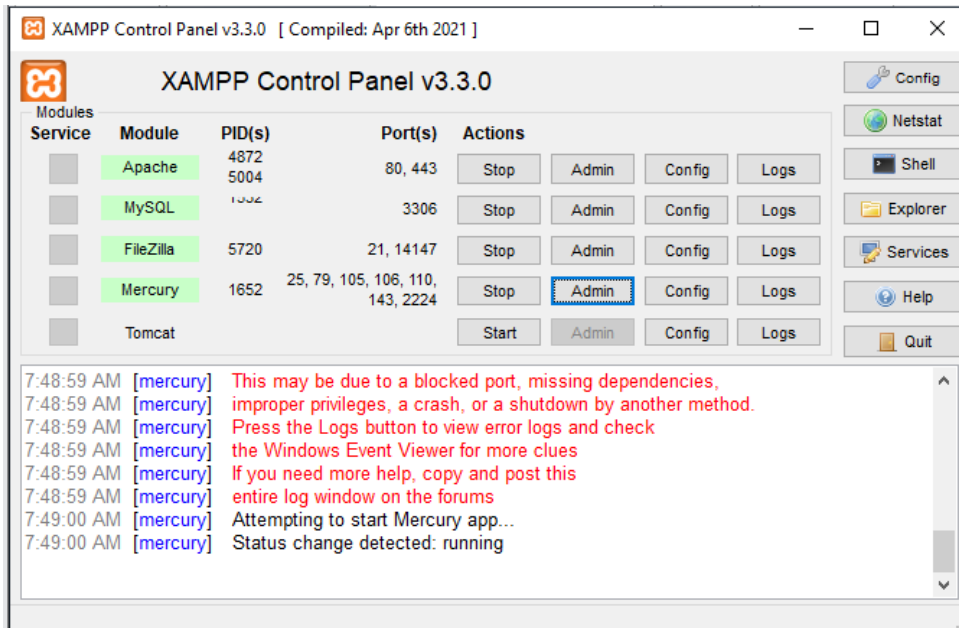 XAMPP Control Panel v3.3.0 [ Compiled: Apr 6th 2021 ]
XAMPP Control Panel v3.3.0
Config
Modules
Service Module PID(s) Port(s) Actions
Netstat
Apache 4872 5004 80, 443 Stop Admin Config Logs
Shell
MySQL 3306 Stop Admin Config Logs
Explorer
FileZilla 5720 21, 14147 Stop Admin Config Logs
Services
Mercury 1652 25, 79, 105, 106, 110, 143, 2224 Stop Admin Config Logs
Help
Tomcat Start Admin Config Logs
Quit
7:48:59 AM [mercury] This may be due to a blocked port, missing dependencies,
7:48:59 AM [mercury] improper privileges, a crash, or a shutdown by another method.
7:48:59 AM [mercury] Press the Logs button to view error logs and check
7:48:59 AM [mercury] the Windows Event Viewer for more clues
7:48:59 AM [mercury] If you need more help, copy and post this
7:48:59 AM [mercury] entire log window on the forums
7:49:00 AM [mercury] Attempting to start Mercury app...
7:49:00 AM [mercury] Status change detected: running